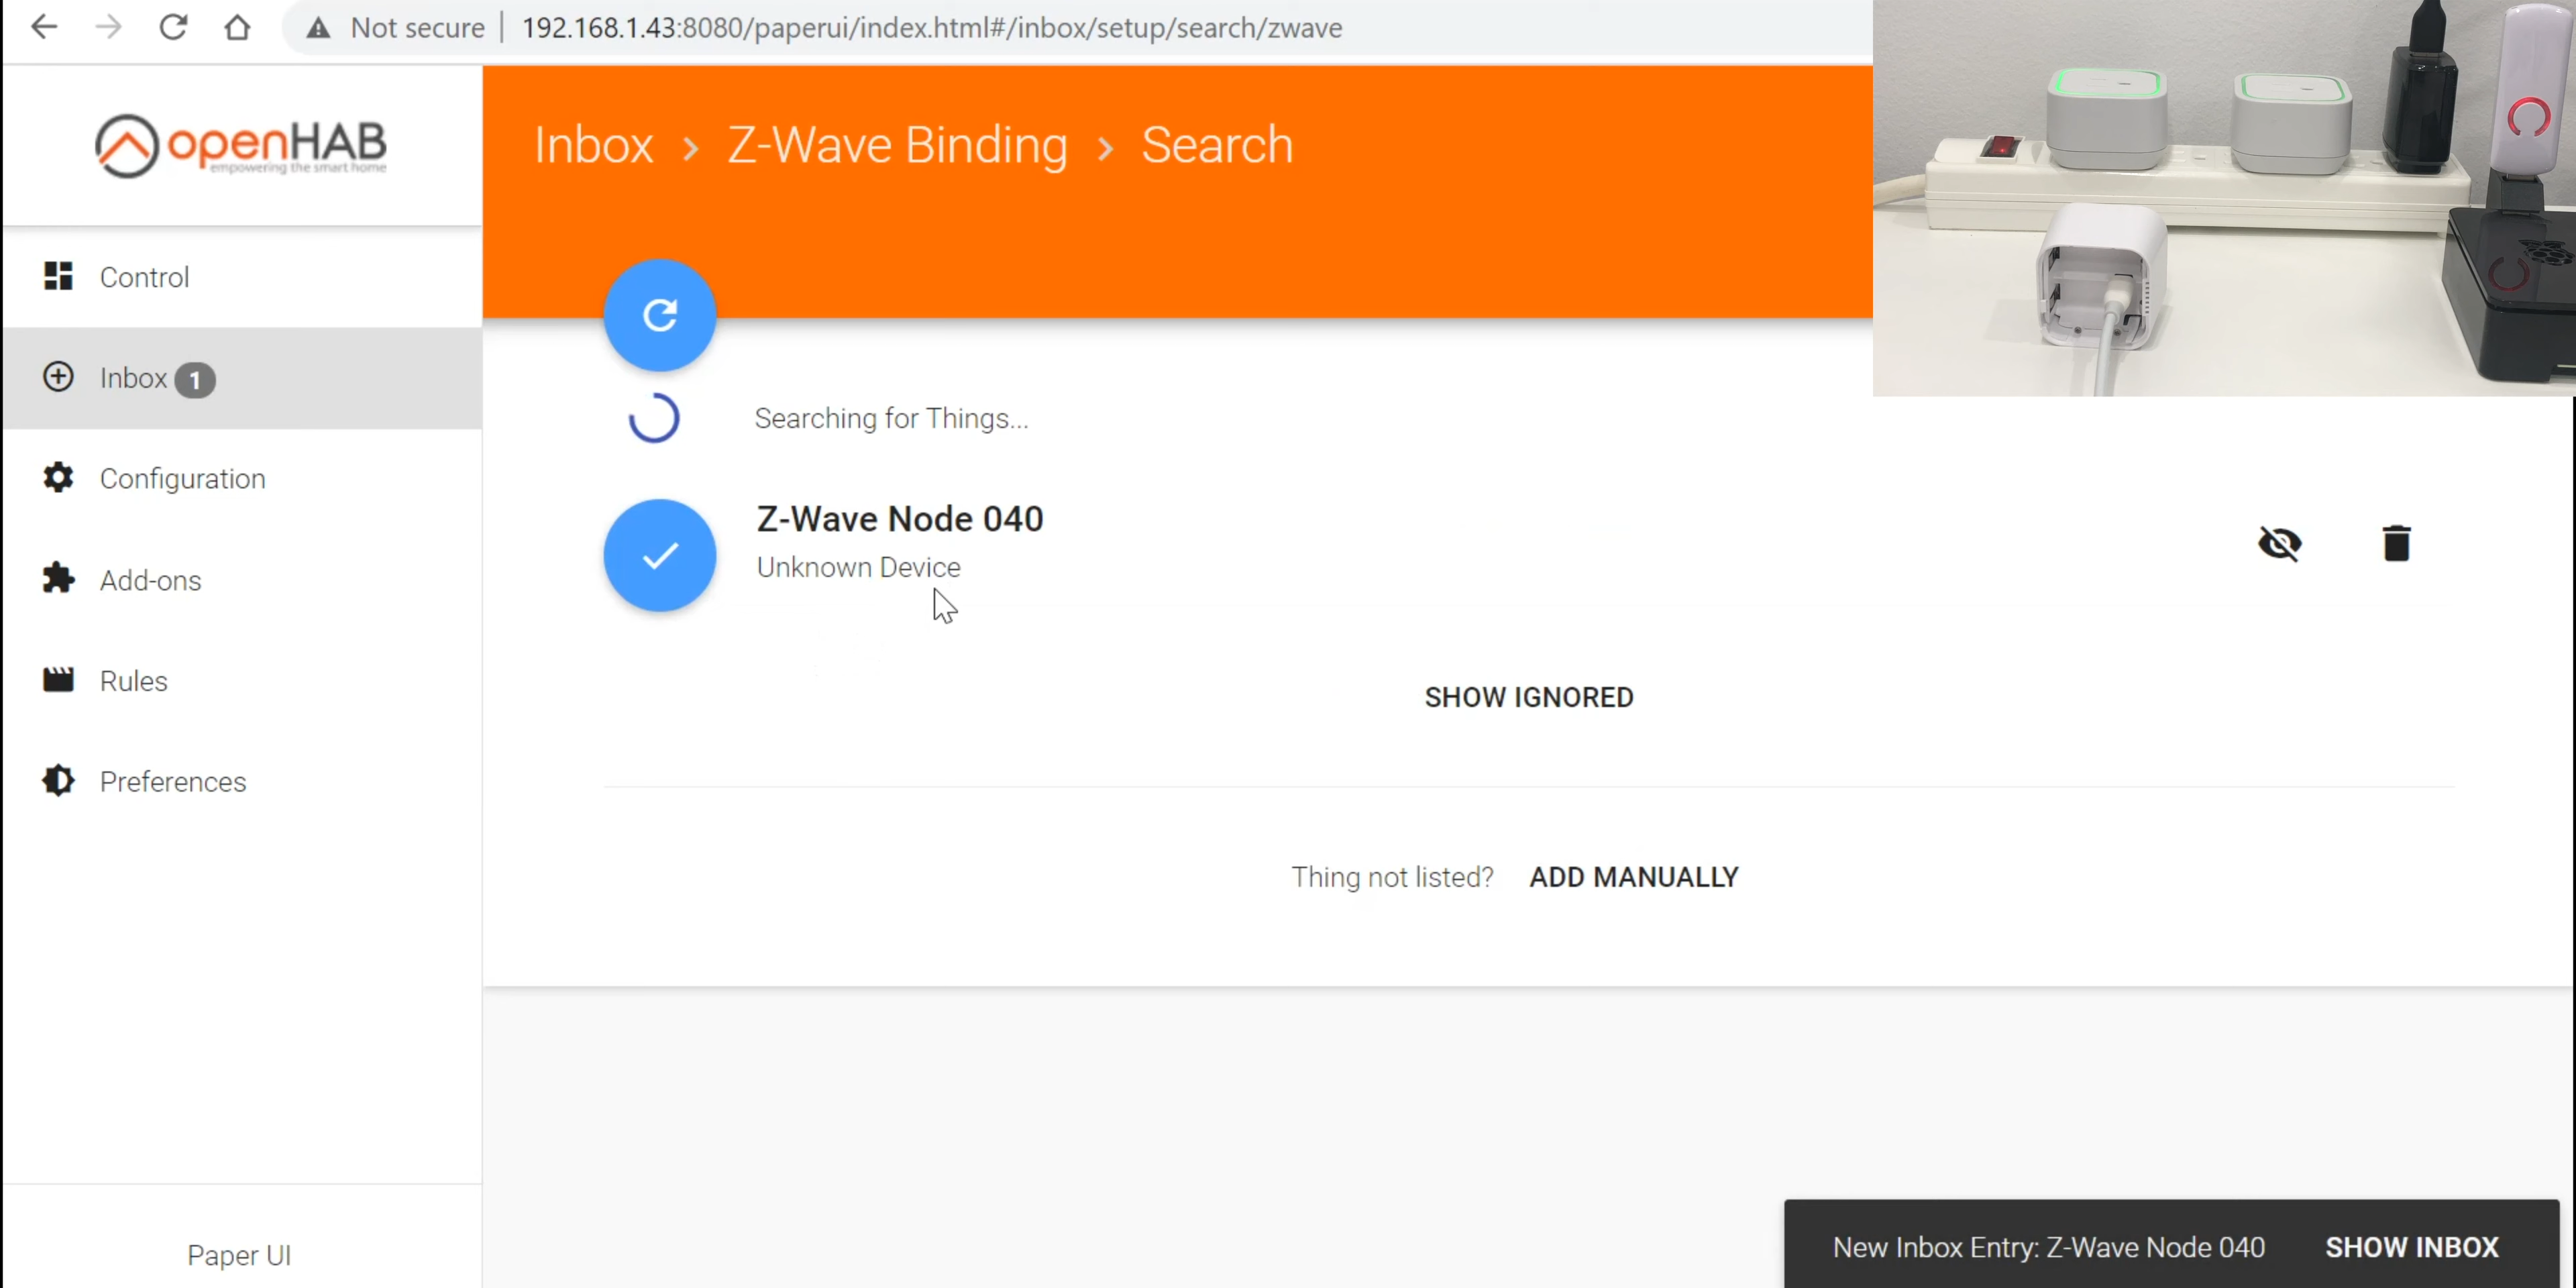 Not secure
192.168.1.43:8080/paperui/index.html#/inbox/setup/search/zwave
openHAB
empowering the smart home
Inbox > Z-Wave Binding > Search
Control
Inbox 1
Configuration
Add-ons
Rules
Preferences
Paper UI
Searching for Things...
Z-Wave Node 040
Unknown Device
SHOW IGNORED
Thing not listed? ADD MANUALLY
New Inbox Entry: Z-Wave Node 040 SHOW INBOX